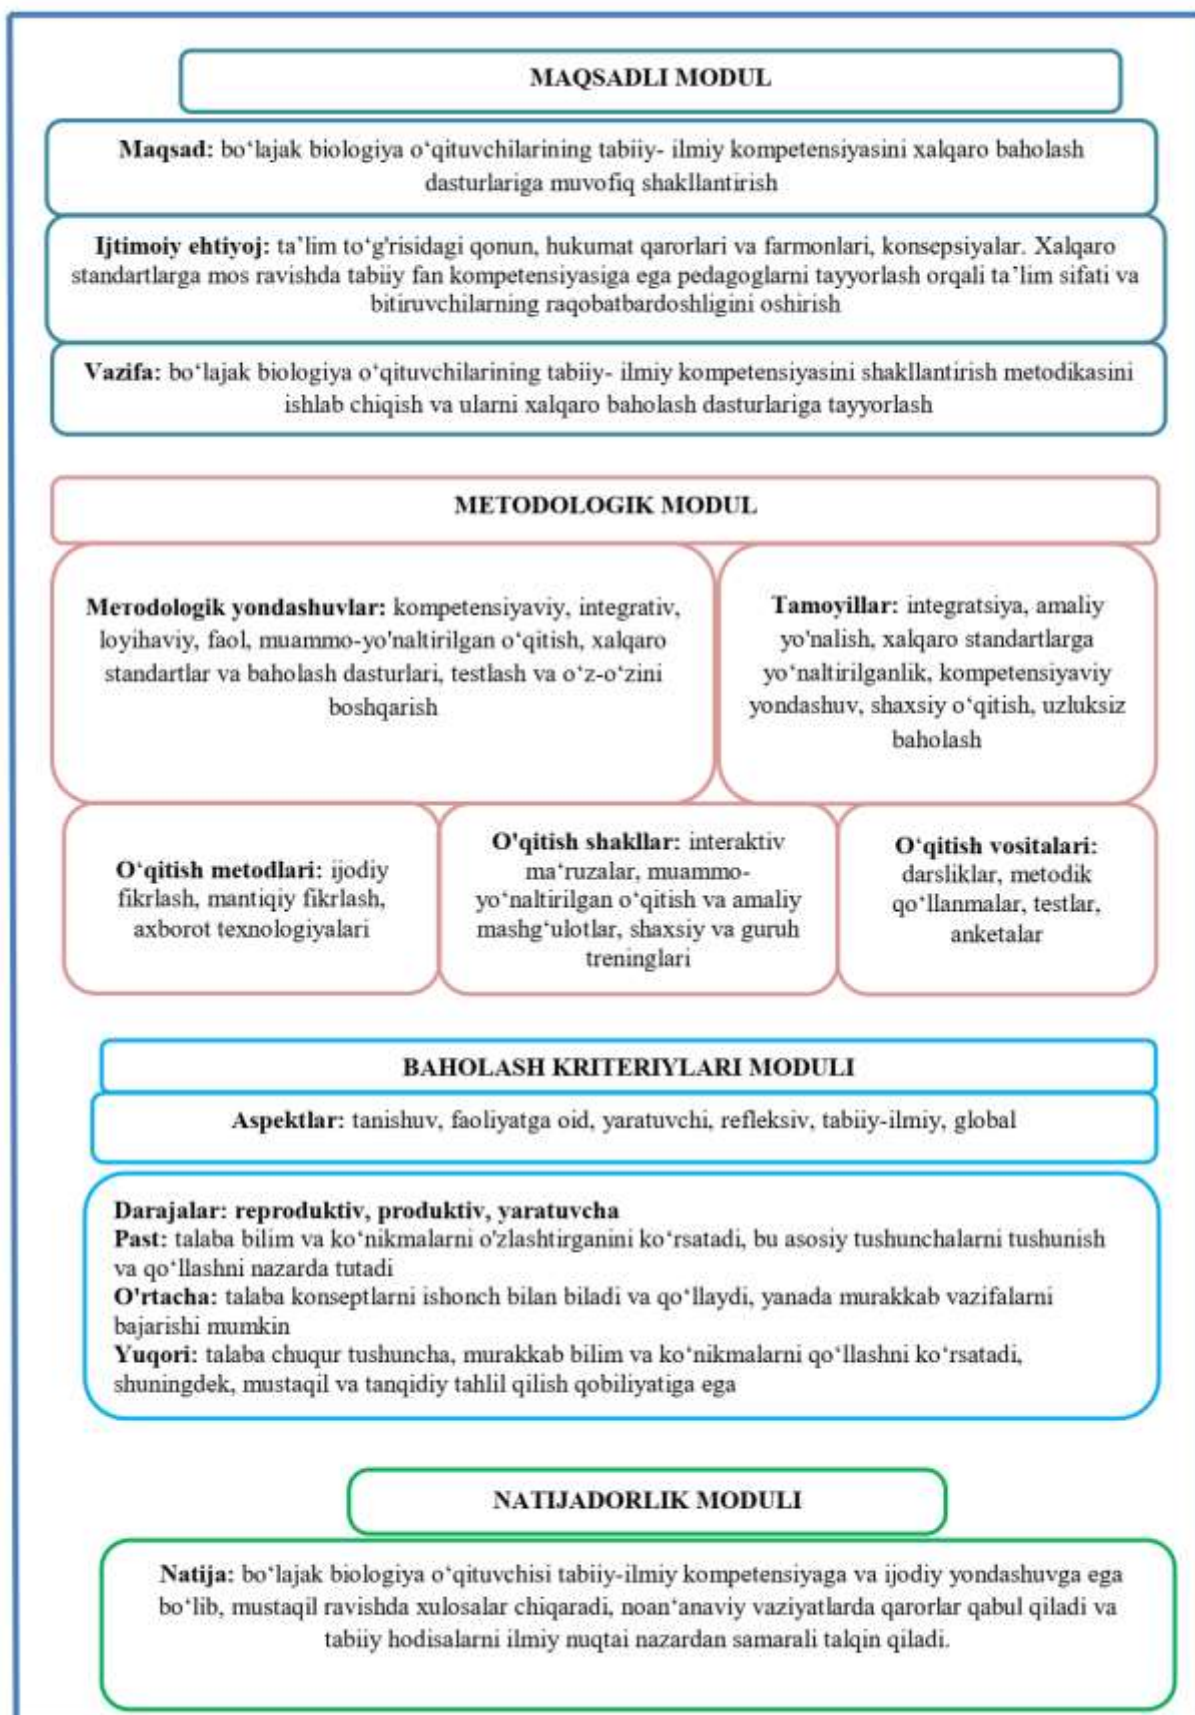 MAQSADLI MODUL
Maqsad: bo‘lajak biologiya o‘qituvchilarining tabiiy- ilmiy kompetensiyasini xalqaro baholash
dasturlariga muvofiq shakllantirish
Ijtimoiy ehtiyoj: ta’lim to‘g'risidagi qonun, hukumat qarorlari va farmonlari, konsepsiyalar. Xalqaro
standartlarga mos ravishda tabiiy fan kompetensiyasiga ega pedagoglarni tayyorlash orqali ta’lim sifati va
bitiruvchilarning raqobatbardoshligini oshirish
Vazifa: bo‘lajak biologiya o‘qituvchilarining tabiiy- ilmiy kompetensiyasini shakllantirish metodikasini
ishlab chiqish va ularni xalqaro baholash dasturlariga tayyorlash
METODOLOGIK MODUL
Metодologik yondashuvlar: kompetensiyaviy, integrativ,
loyihaviy, faol, muammo-yo'naltirilgan o‘qitish, xalqaro
standartlar va baholash dasturlari, testlash va o‘z-o‘zini
boshqarish
Tamoyillar: integratsiya, amaliy
yo'nalish, xalqaro standartlarga
yo‘naltirilganlik, kompetensiyaviy
yondashuv, shaxsiy o‘qitish, uzluksiz
baholash
O‘qitish metodlari: ijodiy
fikrlash, mantiqiy fikrlash,
axborot texnologiyalari
O'qitish shakllar: interaktiv
ma‘ruzalar, muammo-
yo‘naltirilgan o‘qitish va amaliy
mashg‘ulotlar, shaxsiy va guruh
treninglari
O‘qitish vositalari:
darsliklar, metodik
qo‘llanmalar, testlar,
anketalar
BAHOLASH KRITERIYLARI MODULI
Aspektlar: tanishuv, faoliyatga oid, yaratuvchi, refleksiv, tabiiy-ilmiy, global
Darajalar: reproduktiv, produktiv, yaratuvcha
Past: talaba bilim va ko‘nikmalarni o'zlashtirganini ko‘rsatadi, bu asosiy tushunchalarni tushunish
va qo‘llashni nazarda tutadi
O'rtacha: talaba konseptlarni ishonch bilan biladi va qo‘llaydi, yanada murakkab vazifalarni
bajarishi mumkin
Yuqori: talaba chuqur tushuncha, murakkab bilim va ko‘nikmalarni qo‘llashni ko‘rsatadi,
shuningdek, mustaqil va tanqidiy tahlil qilish qobiliyatiga ega
NATIJADORLIK MODULI
Natija: bo‘lajak biologiya o‘qituvchisi tabiiy-ilmiy kompetensiyaga va ijodiy yondashuvga ega
bo‘lib, mustaqil ravishda xulosalar chiqaradi, noan‘anaviy vaziyatlarda qarorlar qabul qiladi va
tabiiy hodisalarni ilmiy nuqtai nazardan samarali talqin qiladi.